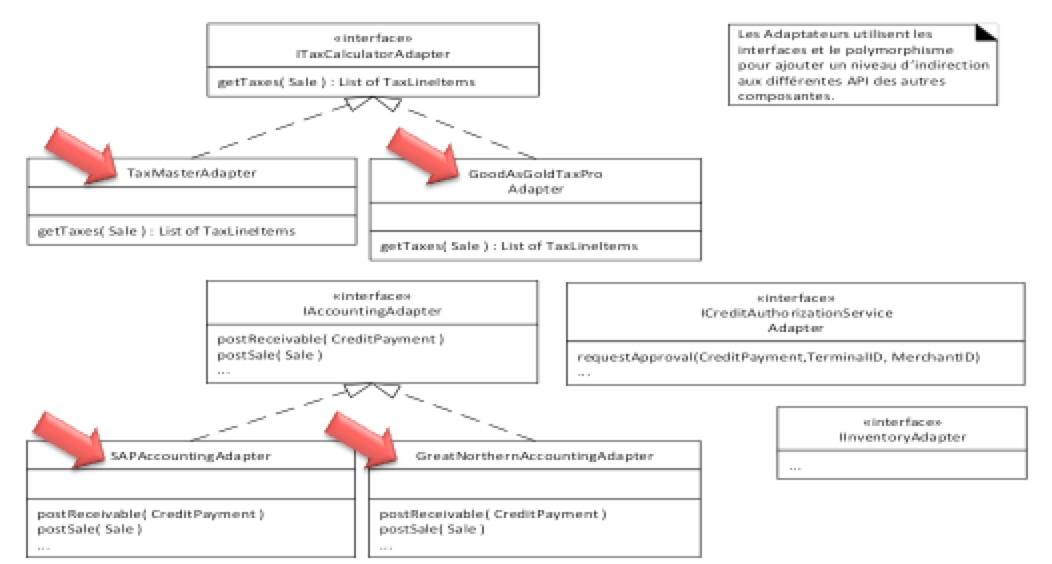 «interface»
ITaxCalculatorAdapter
getTaxes( Sale ) : List of TaxLineItems
Les Adaptateurs utilisent les
interfaces et le polymorphisme
pour ajouter un niveau d'indirection
aux différentes API des autres
composantes.
TaxMasterAdapter
getTaxes( Sale ) : List of TaxLineItems
GoodAsGoldTaxPro
Adapter
getTaxes( Sale ) : List of TaxLineItems
«interface»
IAccountingAdapter
postReceivable( CreditPayment )
postSale( Sale )
...
«interface»
ICreditAuthorizationService
Adapter
requestApproval(CreditPayment,TerminalID, MerchantID)
...
«interface»
IInventoryAdapter
...
SAPAccountingAdapter
postReceivable( CreditPayment )
postSale( Sale )
...
GreatNorthernAccountingAdapter
postReceivable( CreditPayment )
postSale( Sale )
...